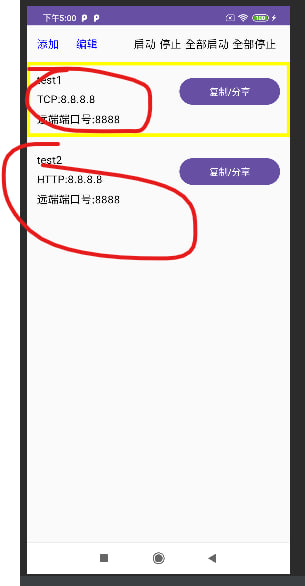 下午5:00 P P 100
添加 编辑 启动 停止 全部启动 全部停止
test1
TCP:8.8.8.8
复制/分享
远端端口号:8888
test2
HTTP:8.8.8.8
复制/分享
远端端口号:8888